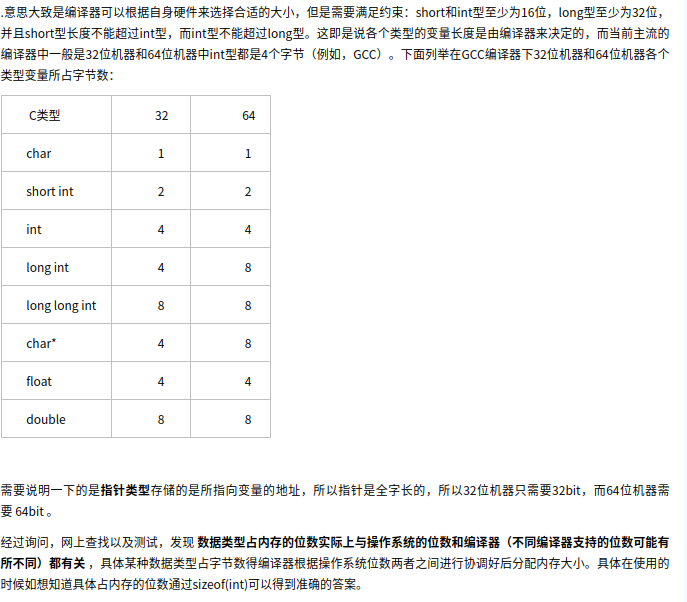 .意思大致是编译器可以根据自身硬件来选择合适的大小，但是需要满足约束：short和int型至少为16位，long型至少为32位，
并且short型长度不能超过int型，而int型不能超过long型。这即是说各个类型的变量长度是由编译器来决定的，而当前主流的
编译器中一般是32位机器和64位机器中int型都是4个字节（例如，GCC）。下面列举在GCC编译器下32位机器和64位机器各个
类型变量所占字节数：
C类型 32 64
char 1 1
short int 2 2
int 4 4
long int 4 8
long long int 8 8
char* 4 8
float 4 4
double 8 8
需要说明一下的是指针类型存储的是所指向变量的地址，所以指针是全字长的，所以32位机器只需要32bit，而64位机器需
要 64bit 。
经过询问，网上查找以及测试，发现 数据类型占内存的位数实际上与操作系统的位数和编译器（不同编译器支持的位数可能有
所不同）都有关 ，具体某种数据类型占字节数得编译器根据操作系统位数两者之间进行协调好后分配内存大小。具体在使用的
时候如想知道具体占内存的位数通过sizeof(int)可以得到准确的答案。